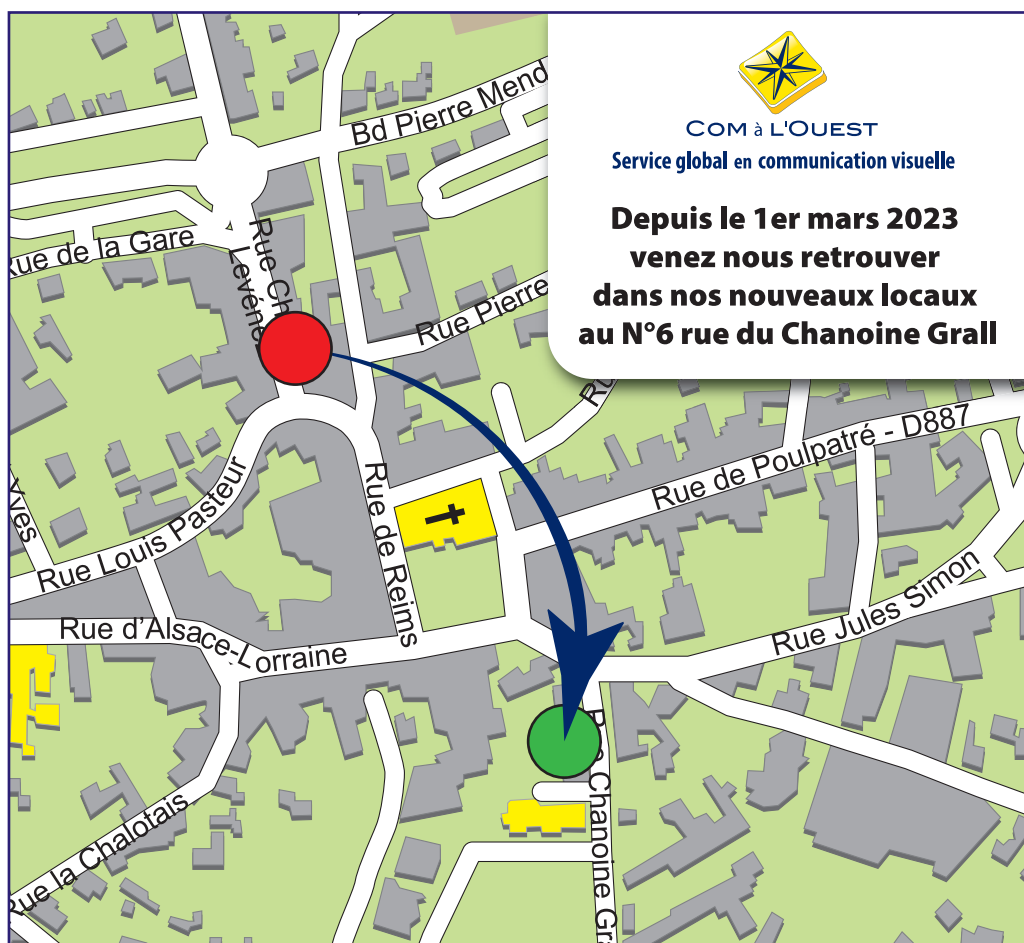 COM à L'OUEST
Service global en communication visuelle
Depuis le 1er mars 2023
venez nous retrouver
dans nos nouveaux locaux
au N°6 rue du Chanoine Grall
Bd Pierre Mend
Rue de la Gare
Rue Ch
Levéne
Rue Pierre
Ru
Rue de Poulpatré - D887
Yves
Rue Louis Pasteur
Rue de Reims
Rue d'Alsace-Lorraine
Rue Jules Simon
Rue la Chalotais
Chanoine Gr